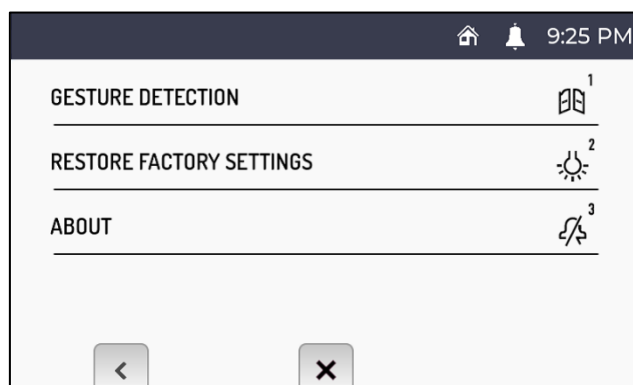 9:25 PM
GESTURE DETECTION 1
RESTORE FACTORY SETTINGS 2
ABOUT 3